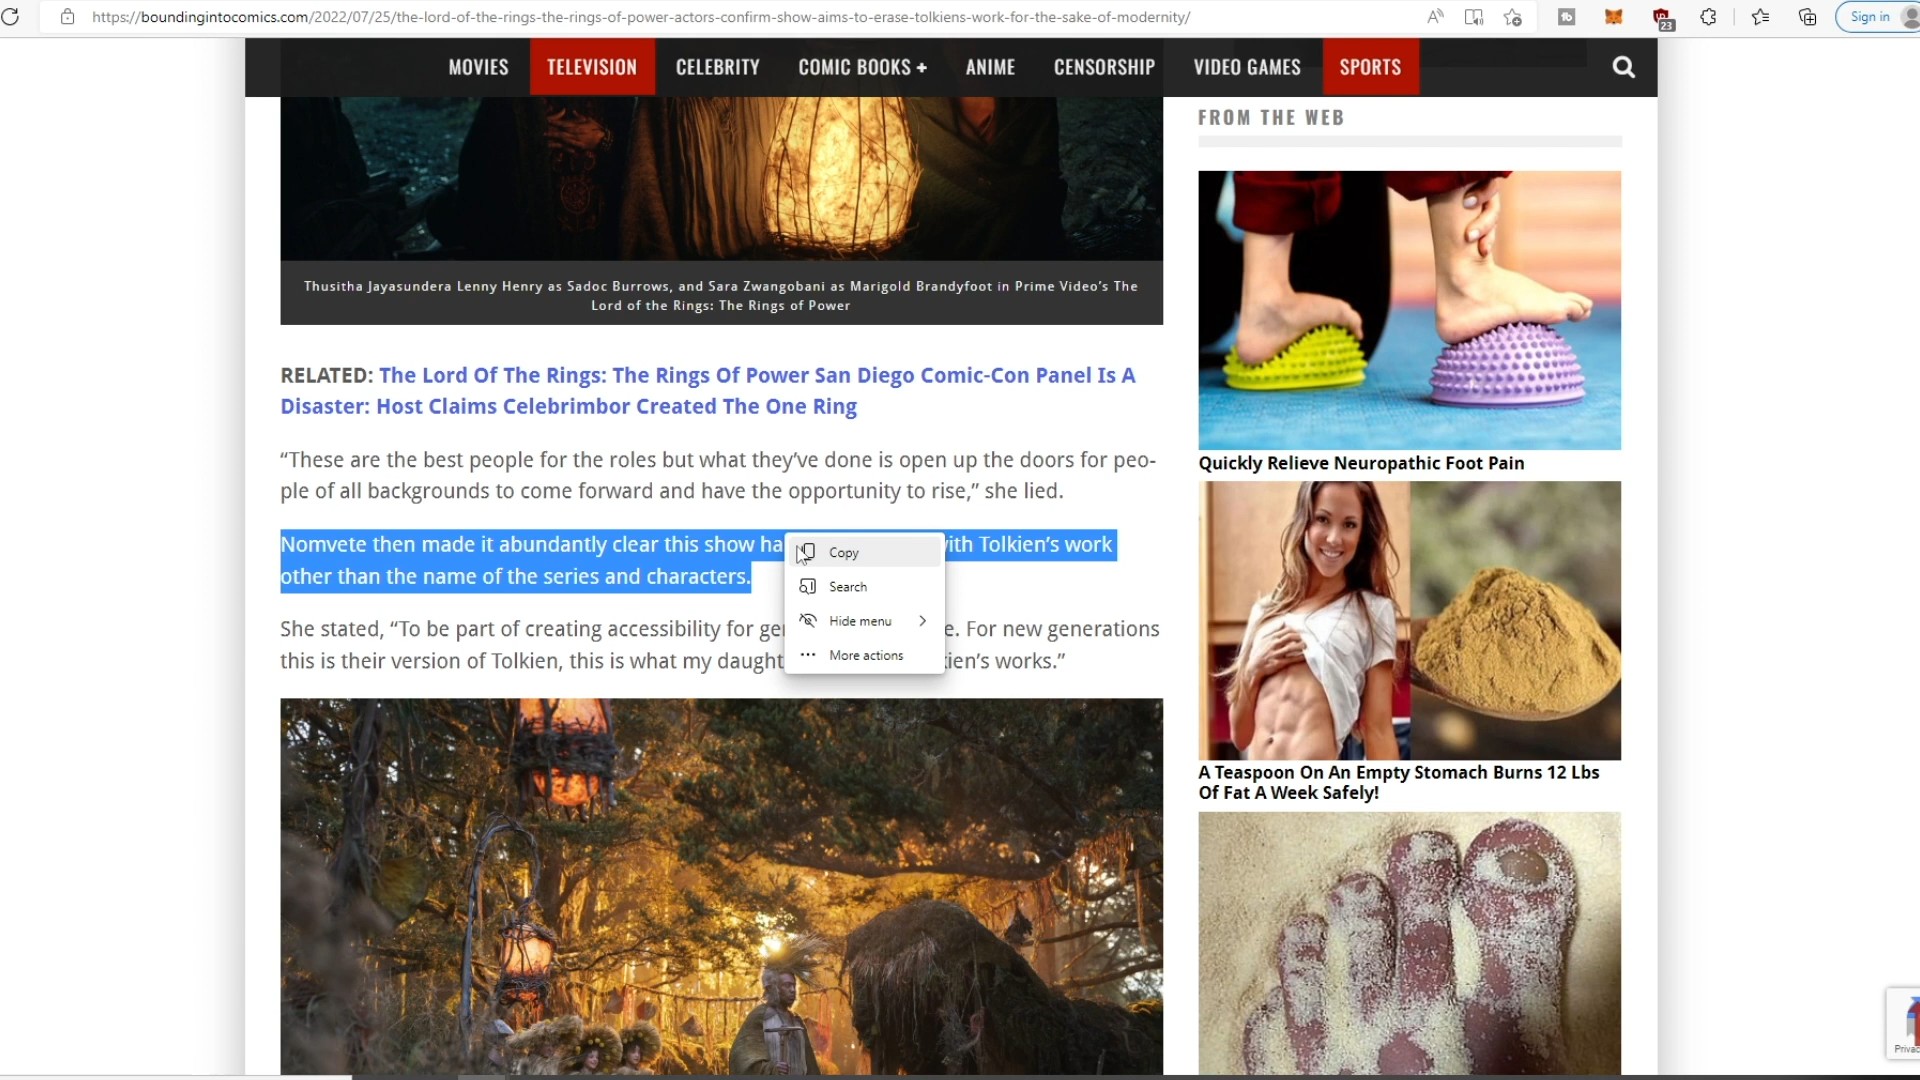 https://boundingintocomics.com/2022/07/25/the-lord-of-the-rings-the-rings-of-power-actors-confirm-show-aims-to-erase-tolkiens-work-for-the-sake-of-modernity/
23
Sign in
MOVIES TELEVISION CELEBRITY COMIC BOOKS + ANIME CENSORSHIP VIDEO GAMES SPORTS
Thusitha Jayasundera Lenny Henry as Sadoc Burrows, and Sara Zwangobani as Marigold Brandyfoot in Prime Video's The
Lord of the Rings: The Rings of Power
RELATED: The Lord Of The Rings: The Rings Of Power San Diego Comic-Con Panel Is A
Disaster: Host Claims Celebrimbor Created The One Ring
“These are the best people for the roles but what they’ve done is open up the doors for peo-
ple of all backgrounds to come forward and have the opportunity to rise,” she lied.
Nomvete then made it abundantly clear this show ha ith Tolkien’s work
other than the name of the series and characters.
Copy
Search
Hide menu
More actions
She stated, “To be part of creating accessibility for ge e. For new generations
this is their version of Tolkien, this is what my daught ien’s works.”
FROM THE WEB
Quickly Relieve Neuropathic Foot Pain
A Teaspoon On An Empty Stomach Burns 12 Lbs
Of Fat A Week Safely!
Privac